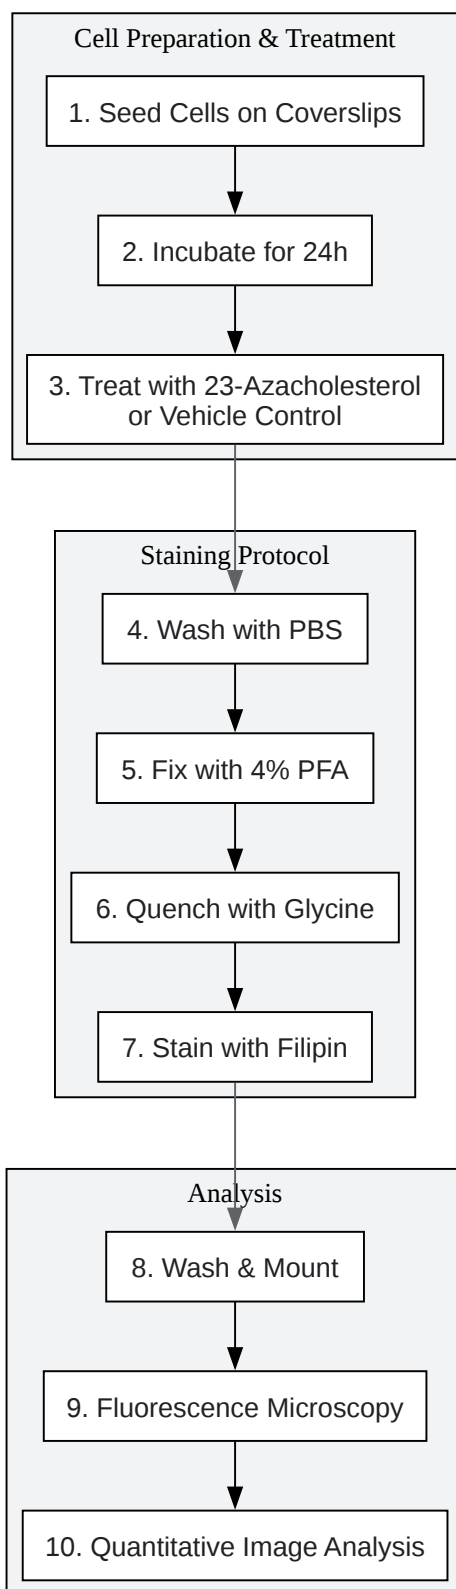 Cell Preparation & Treatment
1. Seed Cells on Coverslips
2. Incubate for 24h
3. Treat with 23-Azacholesterol
or Vehicle Control
Staining Protocol
4. Wash with PBS
5. Fix with 4% PFA
6. Quench with Glycine
7. Stain with Filipin
Analysis
8. Wash & Mount
9. Fluorescence Microscopy
10. Quantitative Image Analysis